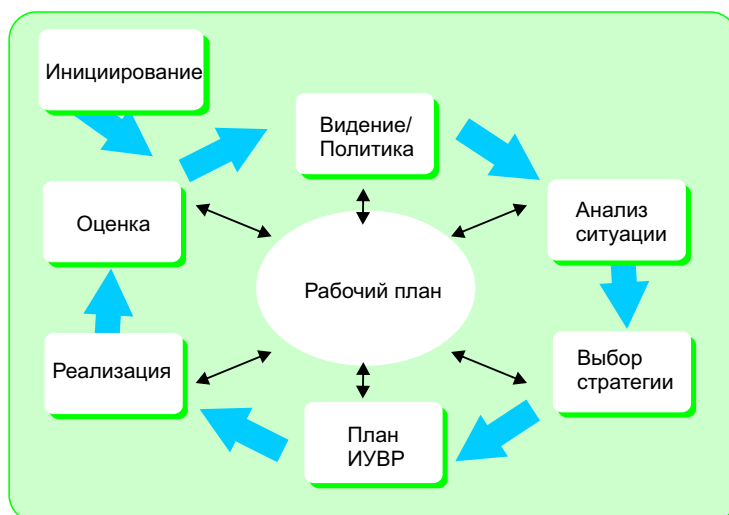 Инициирование
Видение/
Политика
Оценка
Анализ
ситуации
Рабочий план
Реализация
Выбор
стратегии
План
ИУВР